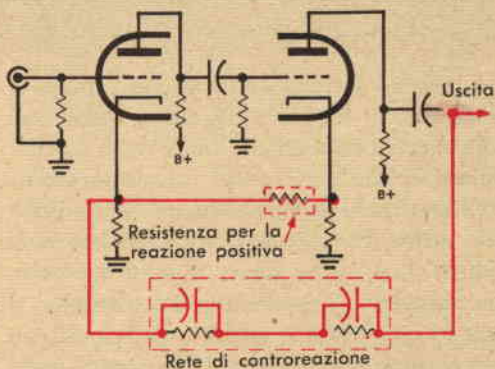 Uscita
B+
B+
Resistenza per la
reazione positiva
Rete di controreazione